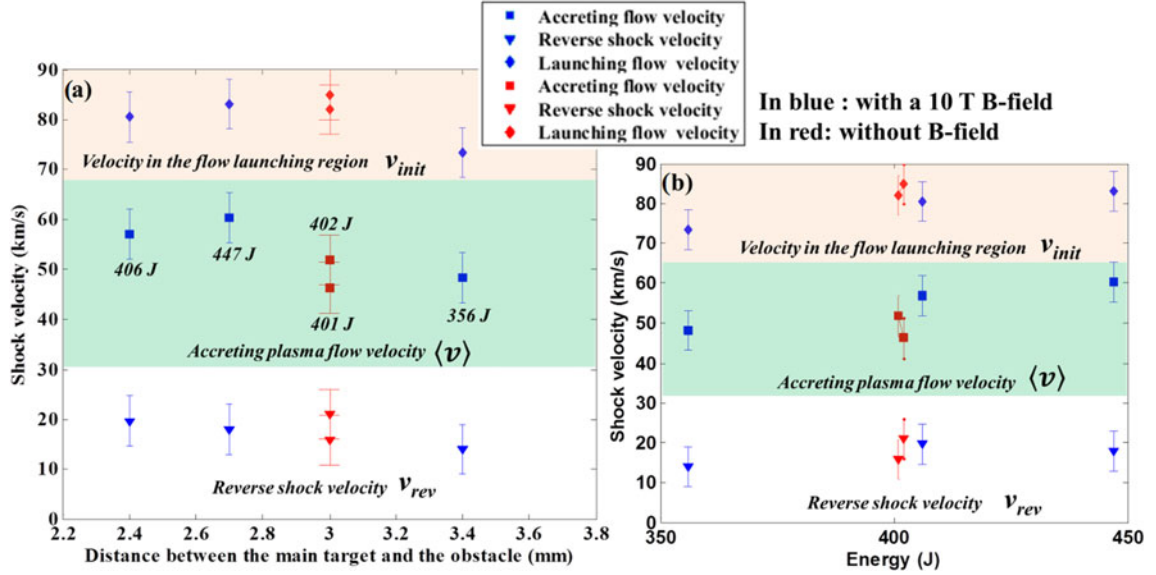 Accreting flow velocity
Reverse shock velocity
Launching flow velocity
Accreting flow velocity
Reverse shock velocity
Launching flow velocity
In blue : with a 10 T B-field
In red: without B-field
(a)
Shock velocity (km/s)
90
80
70
60
50
40
30
20
10
0
Velocity in the flow launching region v_init
406 J
447 J
402 J
401 J
356 J
Accreting plasma flow velocity ⟨v⟩
Reverse shock velocity v_rev
2.2 2.4 2.6 2.8 3 3.2 3.4 3.6 3.8
Distance between the main target and the obstacle (mm)
(b)
Shock velocity (km/s)
90
80
70
60
50
40
30
20
10
0
Velocity in the flow launching region v_init
Accreting plasma flow velocity ⟨v⟩
Reverse shock velocity v_rev
350 400 450
Energy (J)